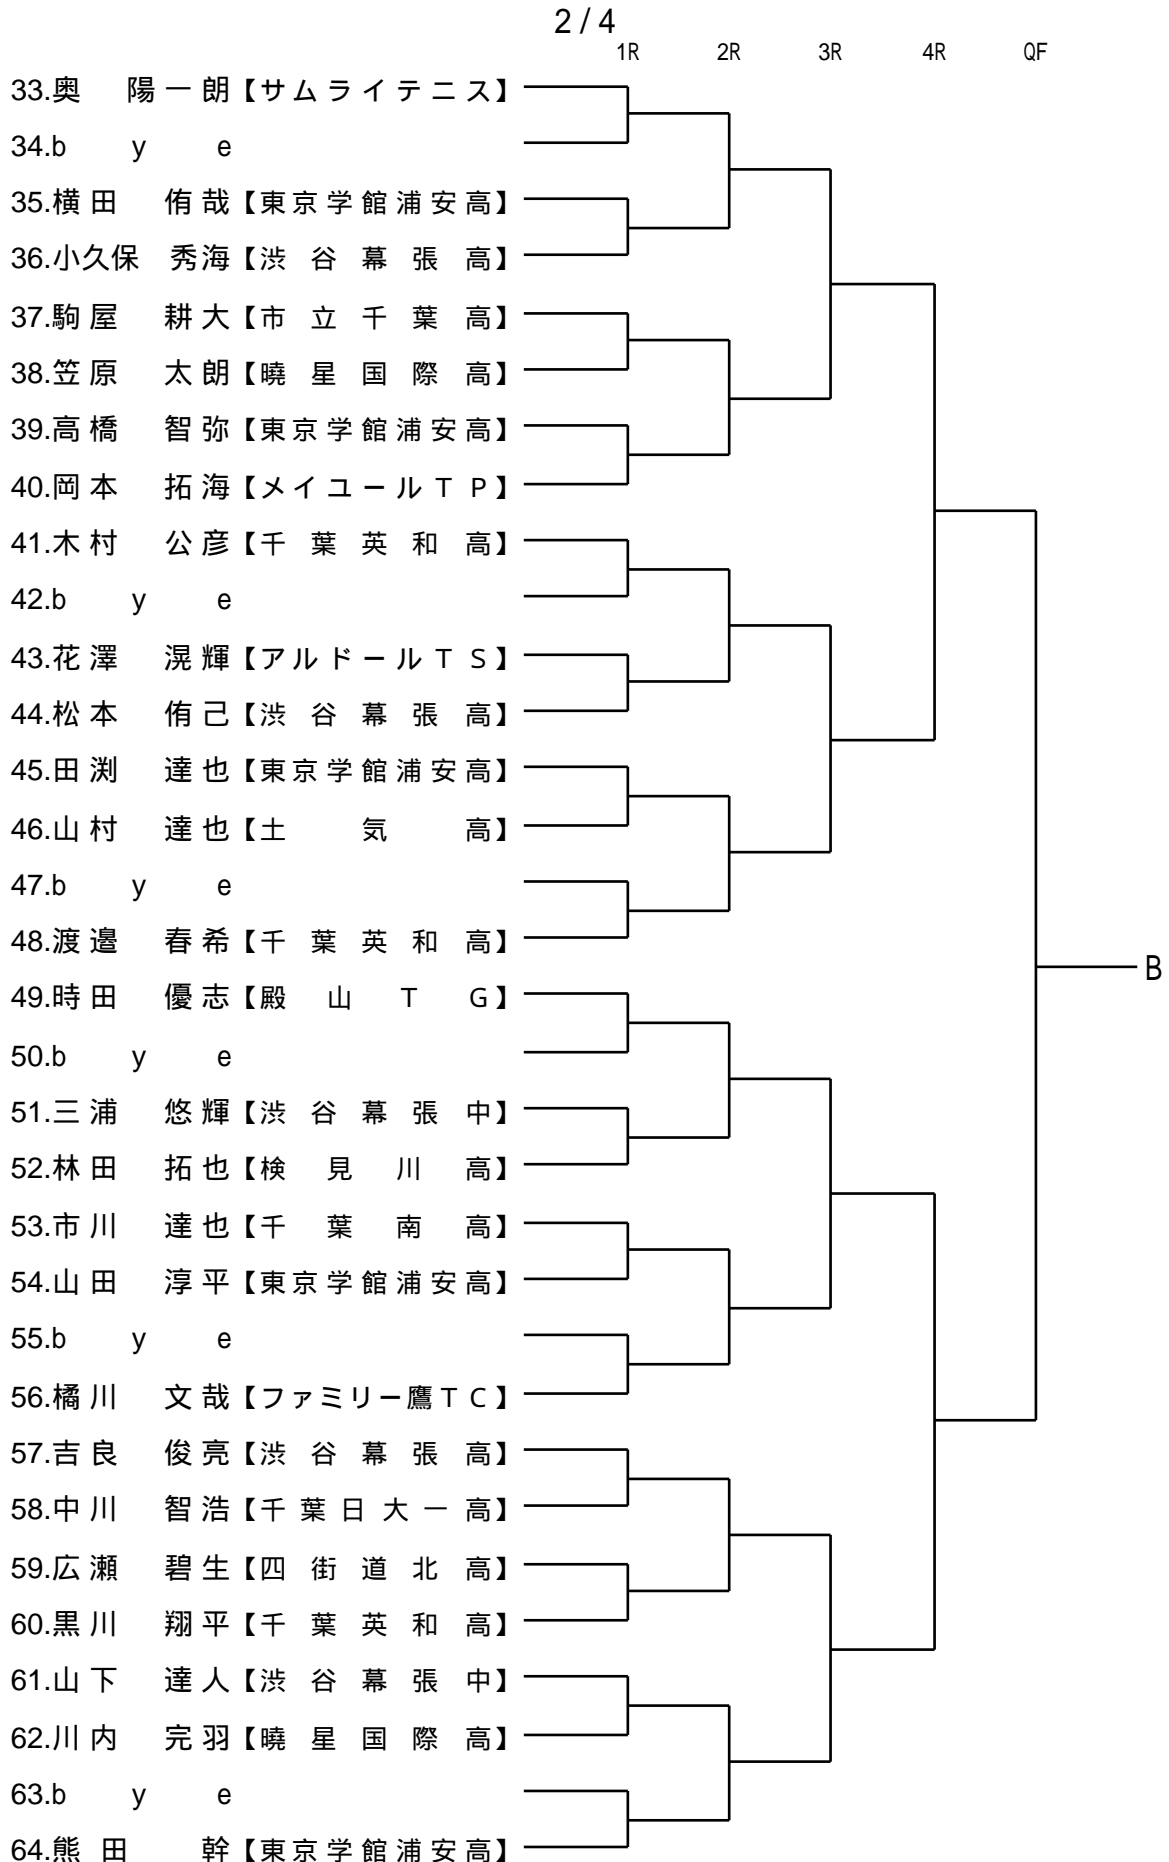 2 / 4
1R 2R 3R 4R QF
33.奥 陽一朗【サムライテニス】
34.b y e
35.横田 侑哉【東京学館浦安高】
36.小久保 秀海【渋谷幕張高】
37.駒屋 耕大【市立千葉高】
38.笠原 太朗【暁星国際高】
39.高橋 智弥【東京学館浦安高】
40.岡本 拓海【メイユールTP】
41.木村 公彦【千葉英和高】
42.b y e
43.花澤 滉輝【アルドールTS】
44.松本 侑己【渋谷幕張高】
45.田渕 達也【東京学館浦安高】
46.山村 達也【土気高】
47.b y e
48.渡邉 春希【千葉英和高】
B
49.時田 優志【殿山TG】
50.b y e
51.三浦 悠輝【渋谷幕張中】
52.林田 拓也【検見川高】
53.市川 達也【千葉南高】
54.山田 淳平【東京学館浦安高】
55.b y e
56.橘川 文哉【ファミリー鷹TC】
57.吉良 俊亮【渋谷幕張高】
58.中川 智浩【千葉日大一高】
59.広瀬 碧生【四街道北高】
60.黒川 翔平【千葉英和高】
61.山下 達人【渋谷幕張中】
62.川内 完羽【暁星国際高】
63.b y e
64.熊田 幹【東京学館浦安高】